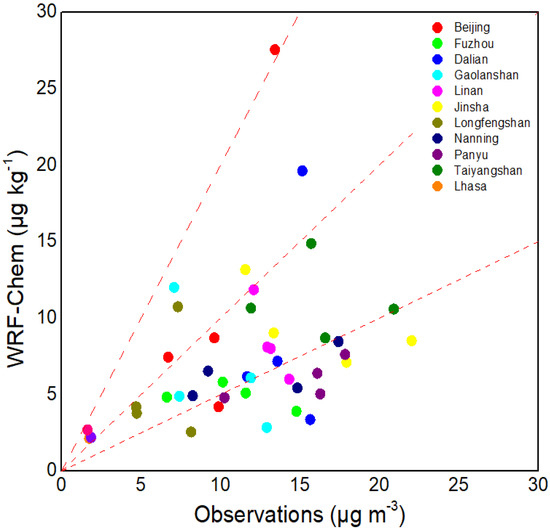 30
25
20
15
10
5
0
WRF-Chem (µg kg-1)
Beijing
Fuzhou
Dalian
Gaolanshan
Linan
Jinsha
Longfengshan
Nanning
Panyu
Taiyangshan
Lhasa
0 5 10 15 20 25 30
Observations (µg m-3)